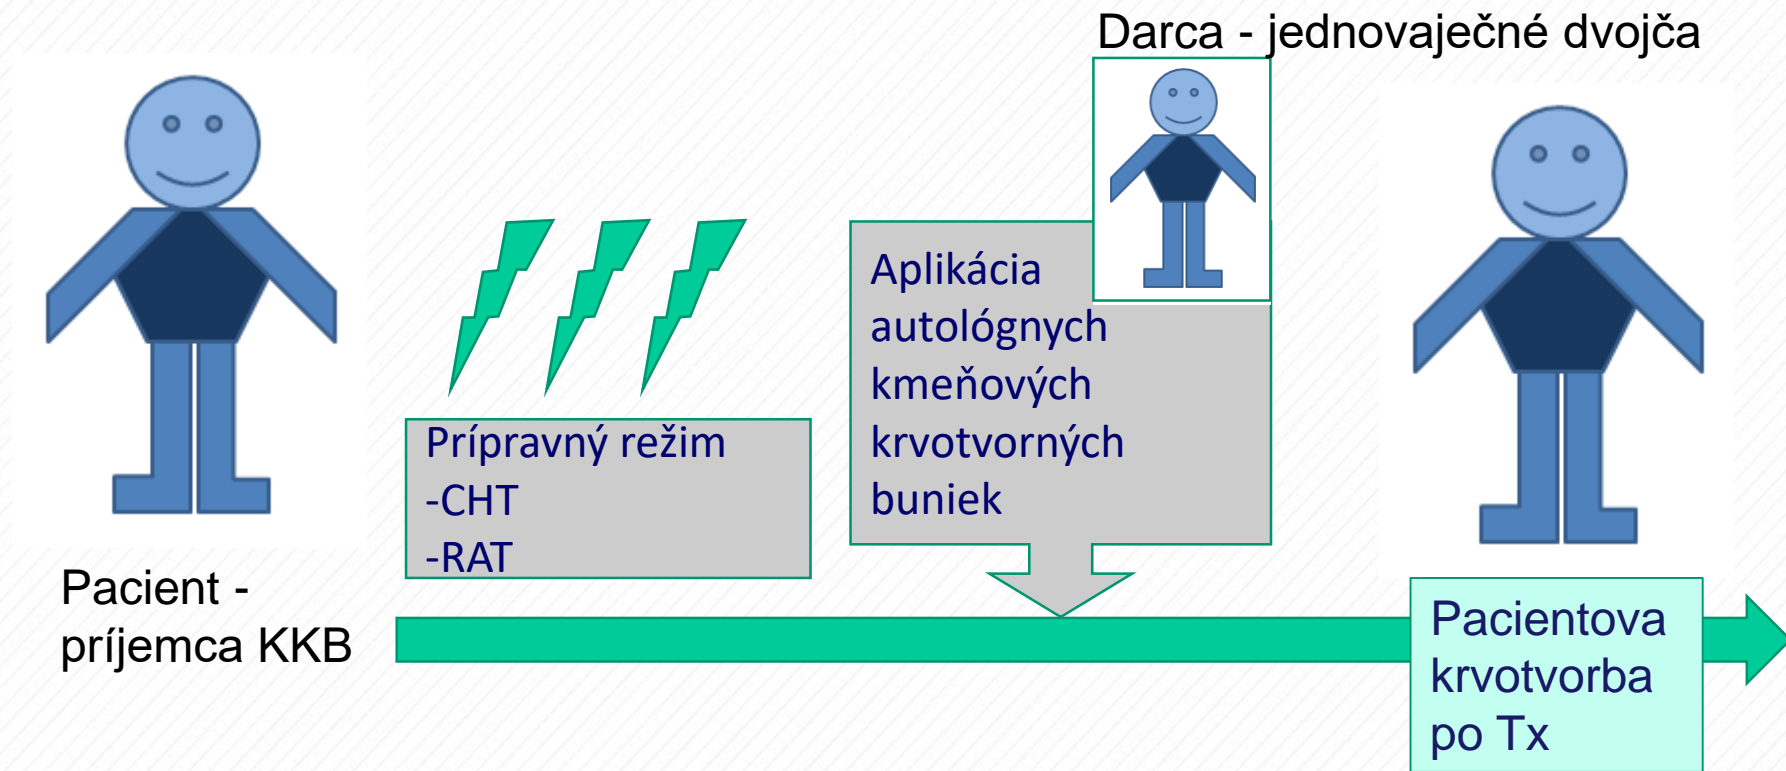 Darca - jednovaječné dvojča
Aplikácia
autológnych
kmeňových
krvotvorných
buniek
Prípravný režim
-CHT
-RAT
Pacient -
príjemca KKB
Pacientova
krvotvorba
po Tx